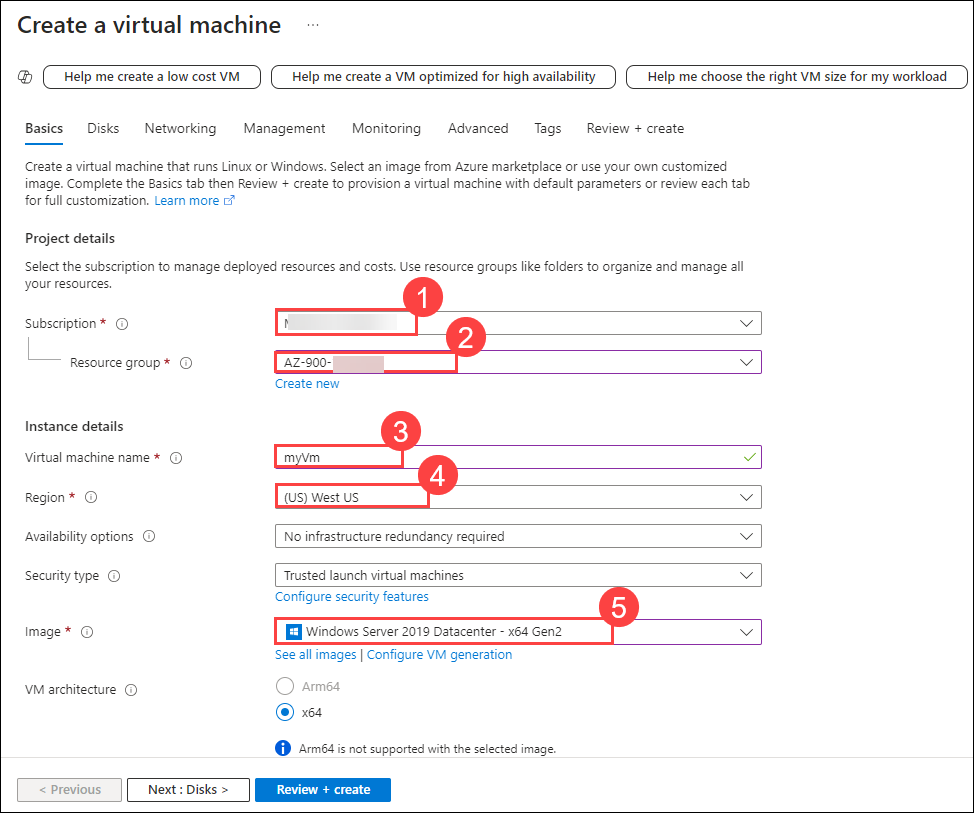 Create a virtual machine ...
Help me create a low cost VM
Help me create a VM optimized for high availability
Help me choose the right VM size for my workload
Basics Disks Networking Management Monitoring Advanced Tags Review + create
Create a virtual machine that runs Linux or Windows. Select an image from Azure marketplace or use your own customized
image. Complete the Basics tab then Review + create to provision a virtual machine with default parameters or review each tab
for full customization. Learn more
Project details
Select the subscription to manage deployed resources and costs. Use resource groups like folders to organize and manage all
your resources.
1
Subscription *
2
Resource group * AZ-900-
Create new
Instance details
3
Virtual machine name * myVm
4
Region * (US) West US
Availability options No infrastructure redundancy required
Security type Trusted launch virtual machines
Configure security features
5
Image * Windows Server 2019 Datacenter - x64 Gen2
See all images | Configure VM generation
VM architecture Arm64
x64
Arm64 is not supported with the selected image.
< Previous Next : Disks > Review + create